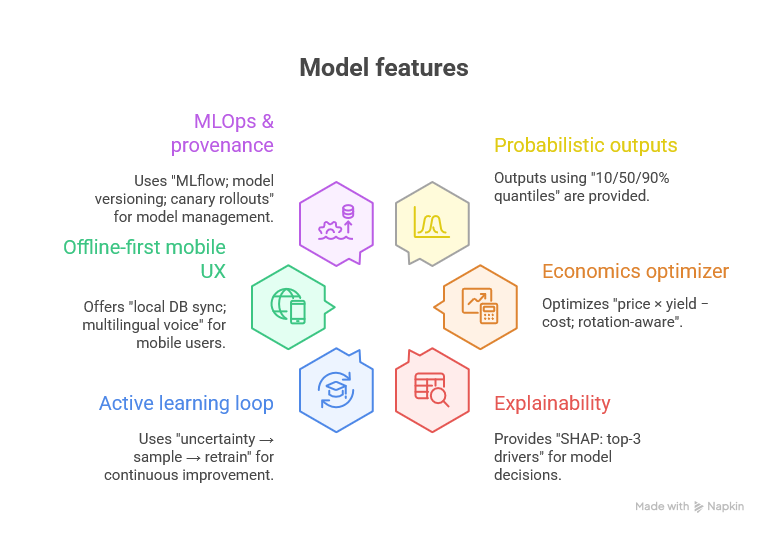 Model features
MLOps &
provenance
Uses "MLflow; model
versioning; canary rollouts"
for model management.
Probabilistic outputs
Outputs using "10/50/90%
quantiles" are provided.
Offline-first mobile
UX
Offers "local DB sync;
multilingual voice" for
mobile users.
Economics optimizer
Optimizes "price × yield −
cost; rotation-aware".
Active learning loop
Uses "uncertainty →
sample → retrain" for
continuous improvement.
Explainability
Provides "SHAP: top-3
drivers" for model
decisions.
Made with Napkin